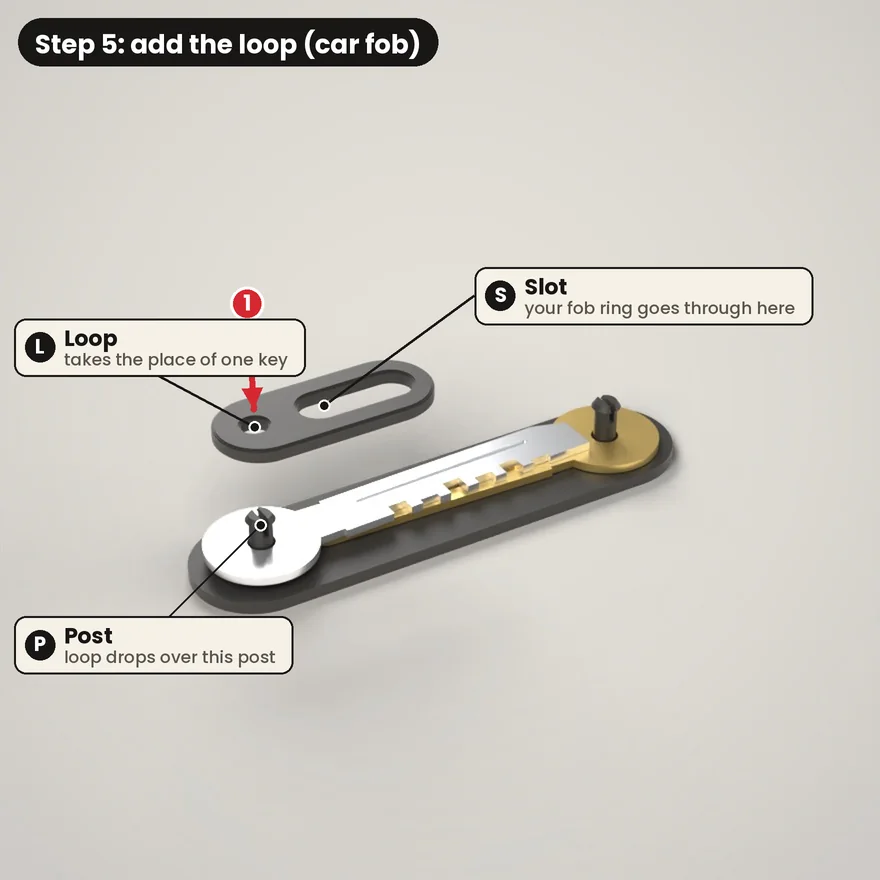 Step 5: add the loop (car fob)
S
Slot
your fob ring goes through here
1
L
Loop
takes the place of one key
P
Post
loop drops over this post